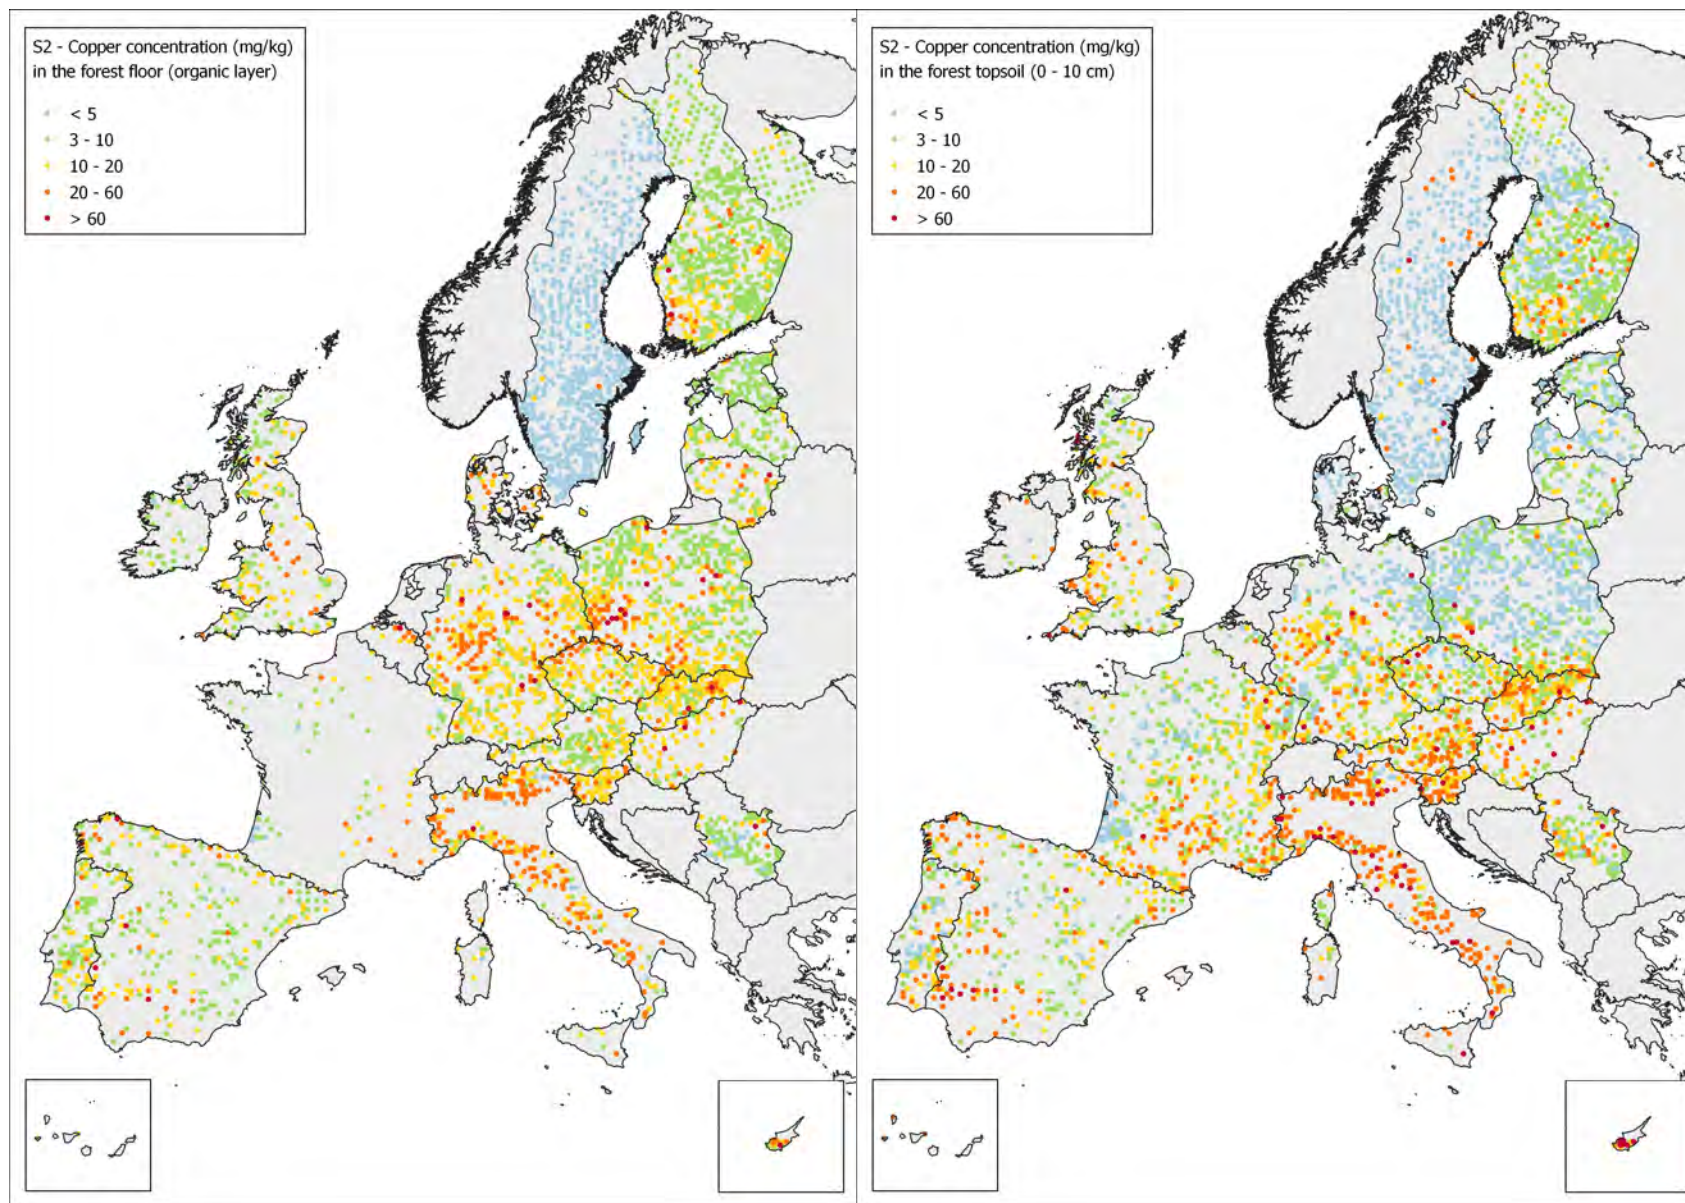 S2 - Copper concentration (mg/kg)
in the forest floor (organic layer)
< 5
3 - 10
10 - 20
20 - 60
> 60
S2 - Copper concentration (mg/kg)
in the forest topsoil (0 - 10 cm)
< 5
3 - 10
10 - 20
20 - 60
> 60